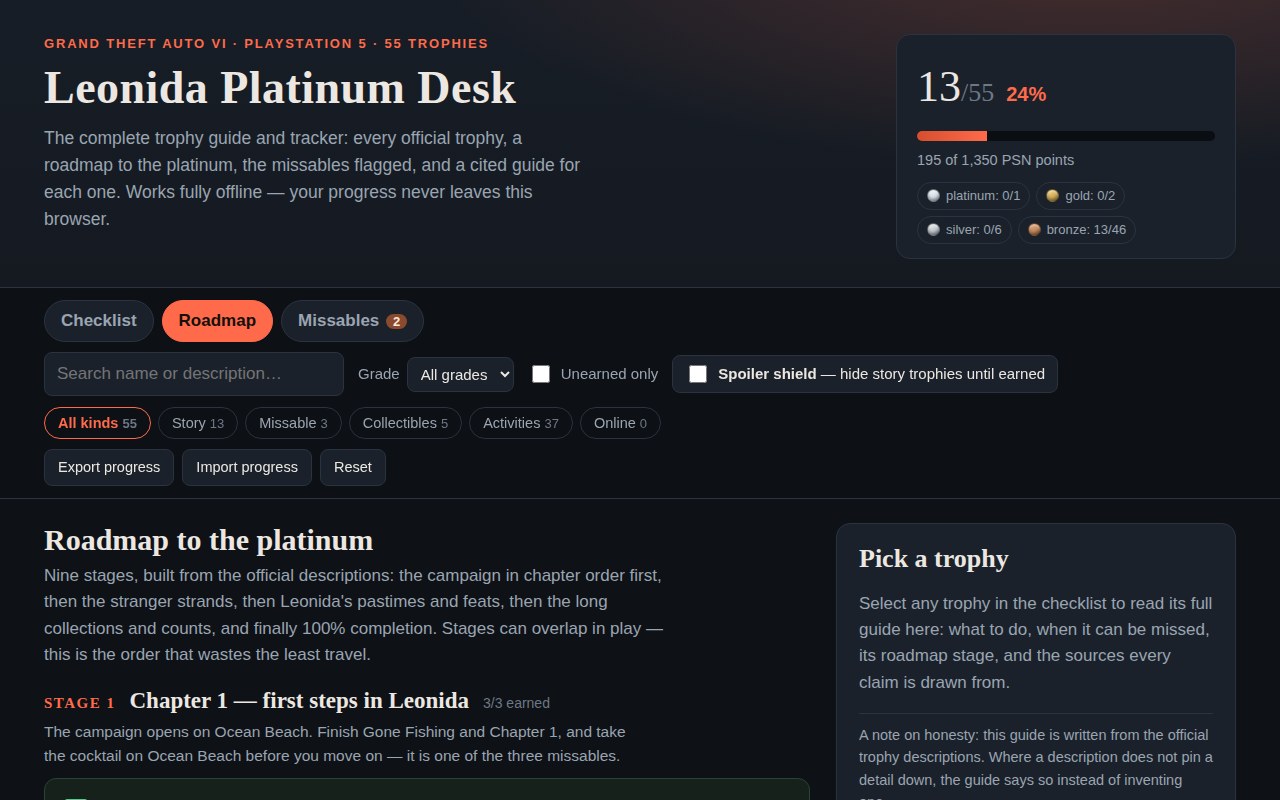 GRAND THEFT AUTO VI · PLAYSTATION 5 · 55 TROPHIES
Leonida Platinum Desk
The complete trophy guide and tracker: every official trophy, a
roadmap to the platinum, the missables flagged, and a cited guide for
each one. Works fully offline — your progress never leaves this
browser.
13/55 24%
195 of 1,350 PSN points
platinum: 0/1 gold: 0/2
silver: 0/6 bronze: 13/46
Checklist Roadmap Missables 2
Search name or description… Grade All grades Unearned only Spoiler shield — hide story trophies until earned
All kinds 55 Story 13 Missable 3 Collectibles 5 Activities 37 Online 0
Export progress Import progress Reset
Roadmap to the platinum
Nine stages, built from the official descriptions: the campaign in chapter order first,
then the stranger strands, then Leonida's pastimes and feats, then the long
collections and counts, and finally 100% completion. Stages can overlap in play —
this is the order that wastes the least travel.
STAGE 1 Chapter 1 — first steps in Leonida 3/3 earned
The campaign opens on Ocean Beach. Finish Gone Fishing and Chapter 1, and take
the cocktail on Ocean Beach before you move on — it is one of the three missables.
Pick a trophy
Select any trophy in the checklist to read its full
guide here: what to do, when it can be missed,
its roadmap stage, and the sources every
claim is drawn from.
A note on honesty: this guide is written from the official
trophy descriptions. Where a description does not pin a
detail down, the guide says so instead of inventing